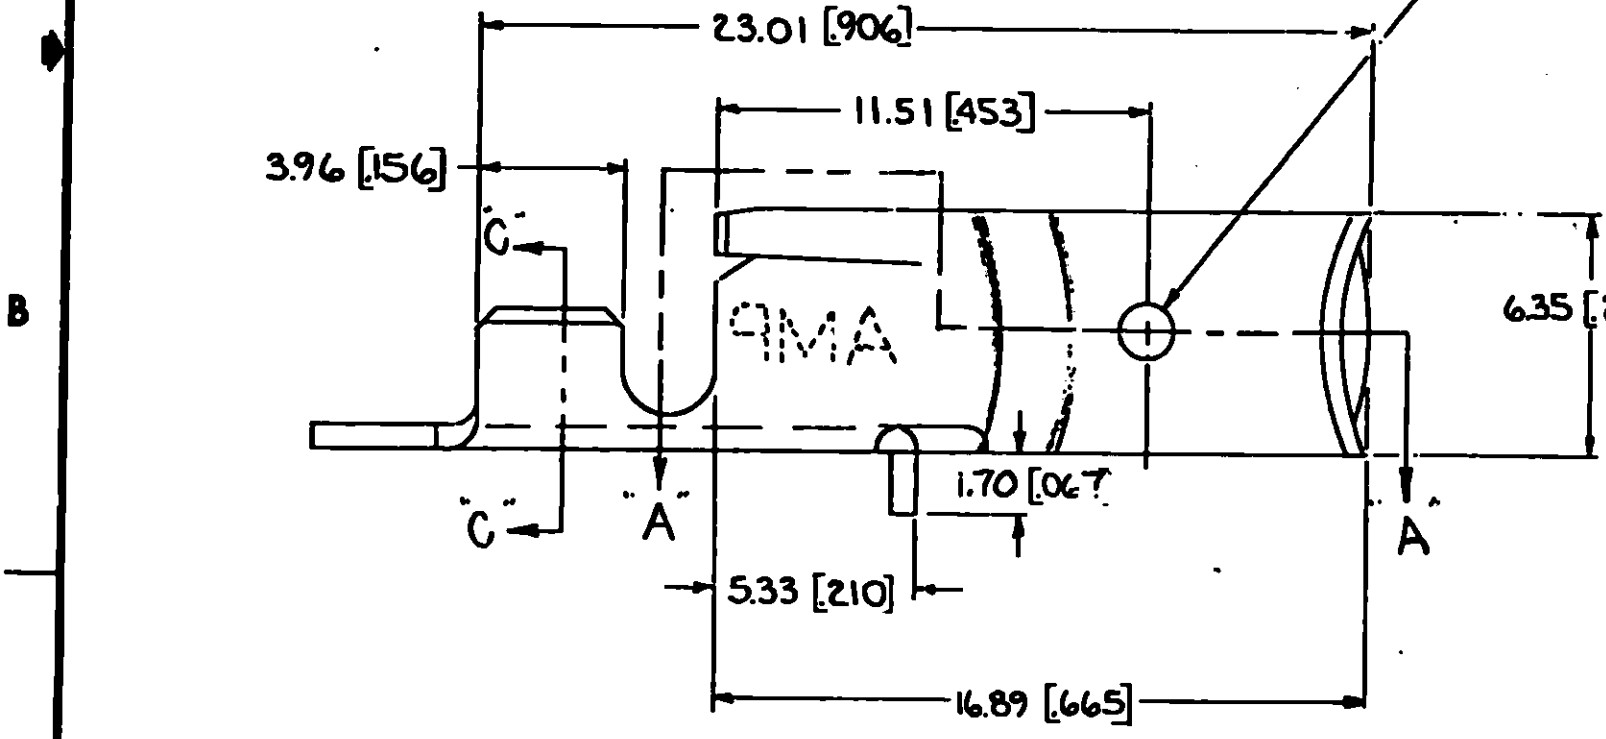 23.01 [.906]
11.51 [.453]
3.96 [.156]
"C"
B
AMP
6.35
1.70 [.067
"C"
"A"
"A"
5.33 [.210]
16.89 [.665]